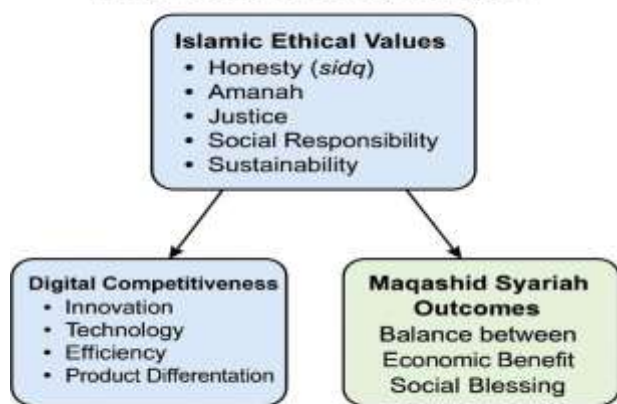 Islamic Ethical Values
• Honesty (sidq)
• Amanah
• Justice
• Social Responsibility
• Sustainability
Digital Competitiveness
• Innovation
• Technology
• Efficiency
• Product Differentation
Maqashid Syariah
Outcomes
Balance between
Economic Benefit
Social Blessing